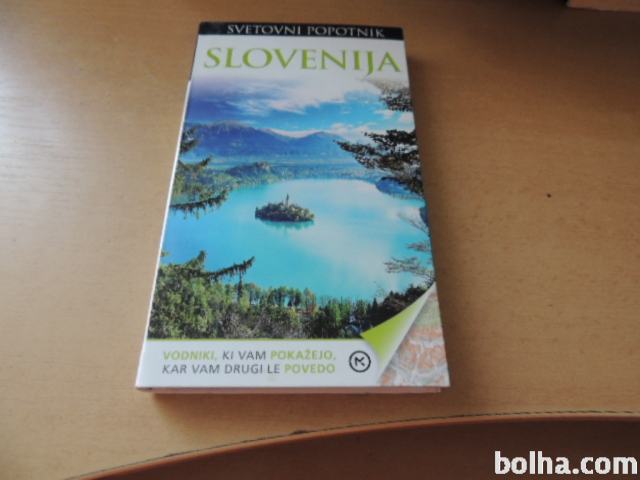 SVETOVNI POPOTNIK
SLOVENIJA
VODNIKI, KI VAM POKAŽEJO,
KAR VAM DRUGI LE POVEDO
bolha.com